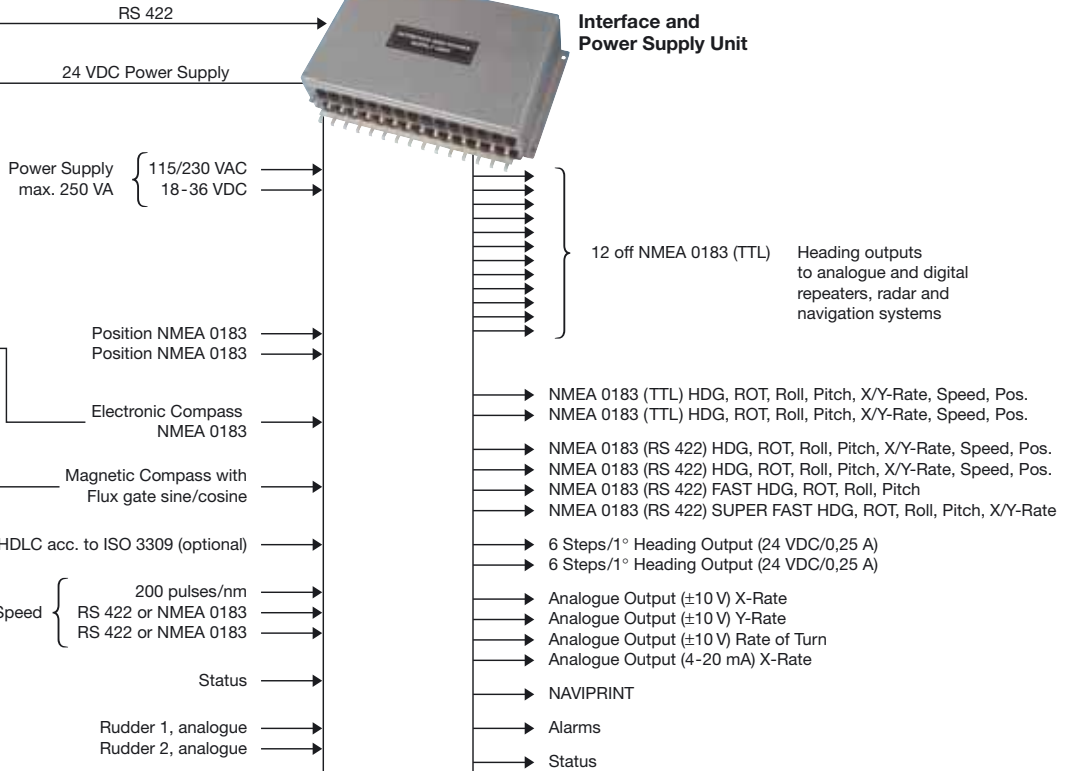 RS 422
Interface and
Power Supply Unit
24 VDC Power Supply
Power Supply
max. 250 VA
115/230 VAC
18-36 VDC
12 off NMEA 0183 (TTL)
Heading outputs
to analogue and digital
repeaters, radar and
navigation systems
Position NMEA 0183
Position NMEA 0183
Electronic Compass
NMEA 0183
Magnetic Compass with
Flux gate sine/cosine
HDLC acc. to ISO 3309 (optional)
Speed
200 pulses/nm
RS 422 or NMEA 0183
RS 422 or NMEA 0183
Status
Rudder 1, analogue
Rudder 2, analogue
NMEA 0183 (TTL) HDG, ROT, Roll, Pitch, X/Y-Rate, Speed, Pos.
NMEA 0183 (TTL) HDG, ROT, Roll, Pitch, X/Y-Rate, Speed, Pos.
NMEA 0183 (RS 422) HDG, ROT, Roll, Pitch, X/Y-Rate, Speed, Pos.
NMEA 0183 (RS 422) HDG, ROT, Roll, Pitch, X/Y-Rate, Speed, Pos.
NMEA 0183 (RS 422) FAST HDG, ROT, Roll, Pitch
NMEA 0183 (RS 422) SUPER FAST HDG, ROT, Roll, Pitch, X/Y-Rate
6 Steps/1° Heading Output (24 VDC/0,25 A)
6 Steps/1° Heading Output (24 VDC/0,25 A)
Analogue Output (±10 V) X-Rate
Analogue Output (±10 V) Y-Rate
Analogue Output (±10 V) Rate of Turn
Analogue Output (4-20 mA) X-Rate
NAVIPRINT
Alarms
Status